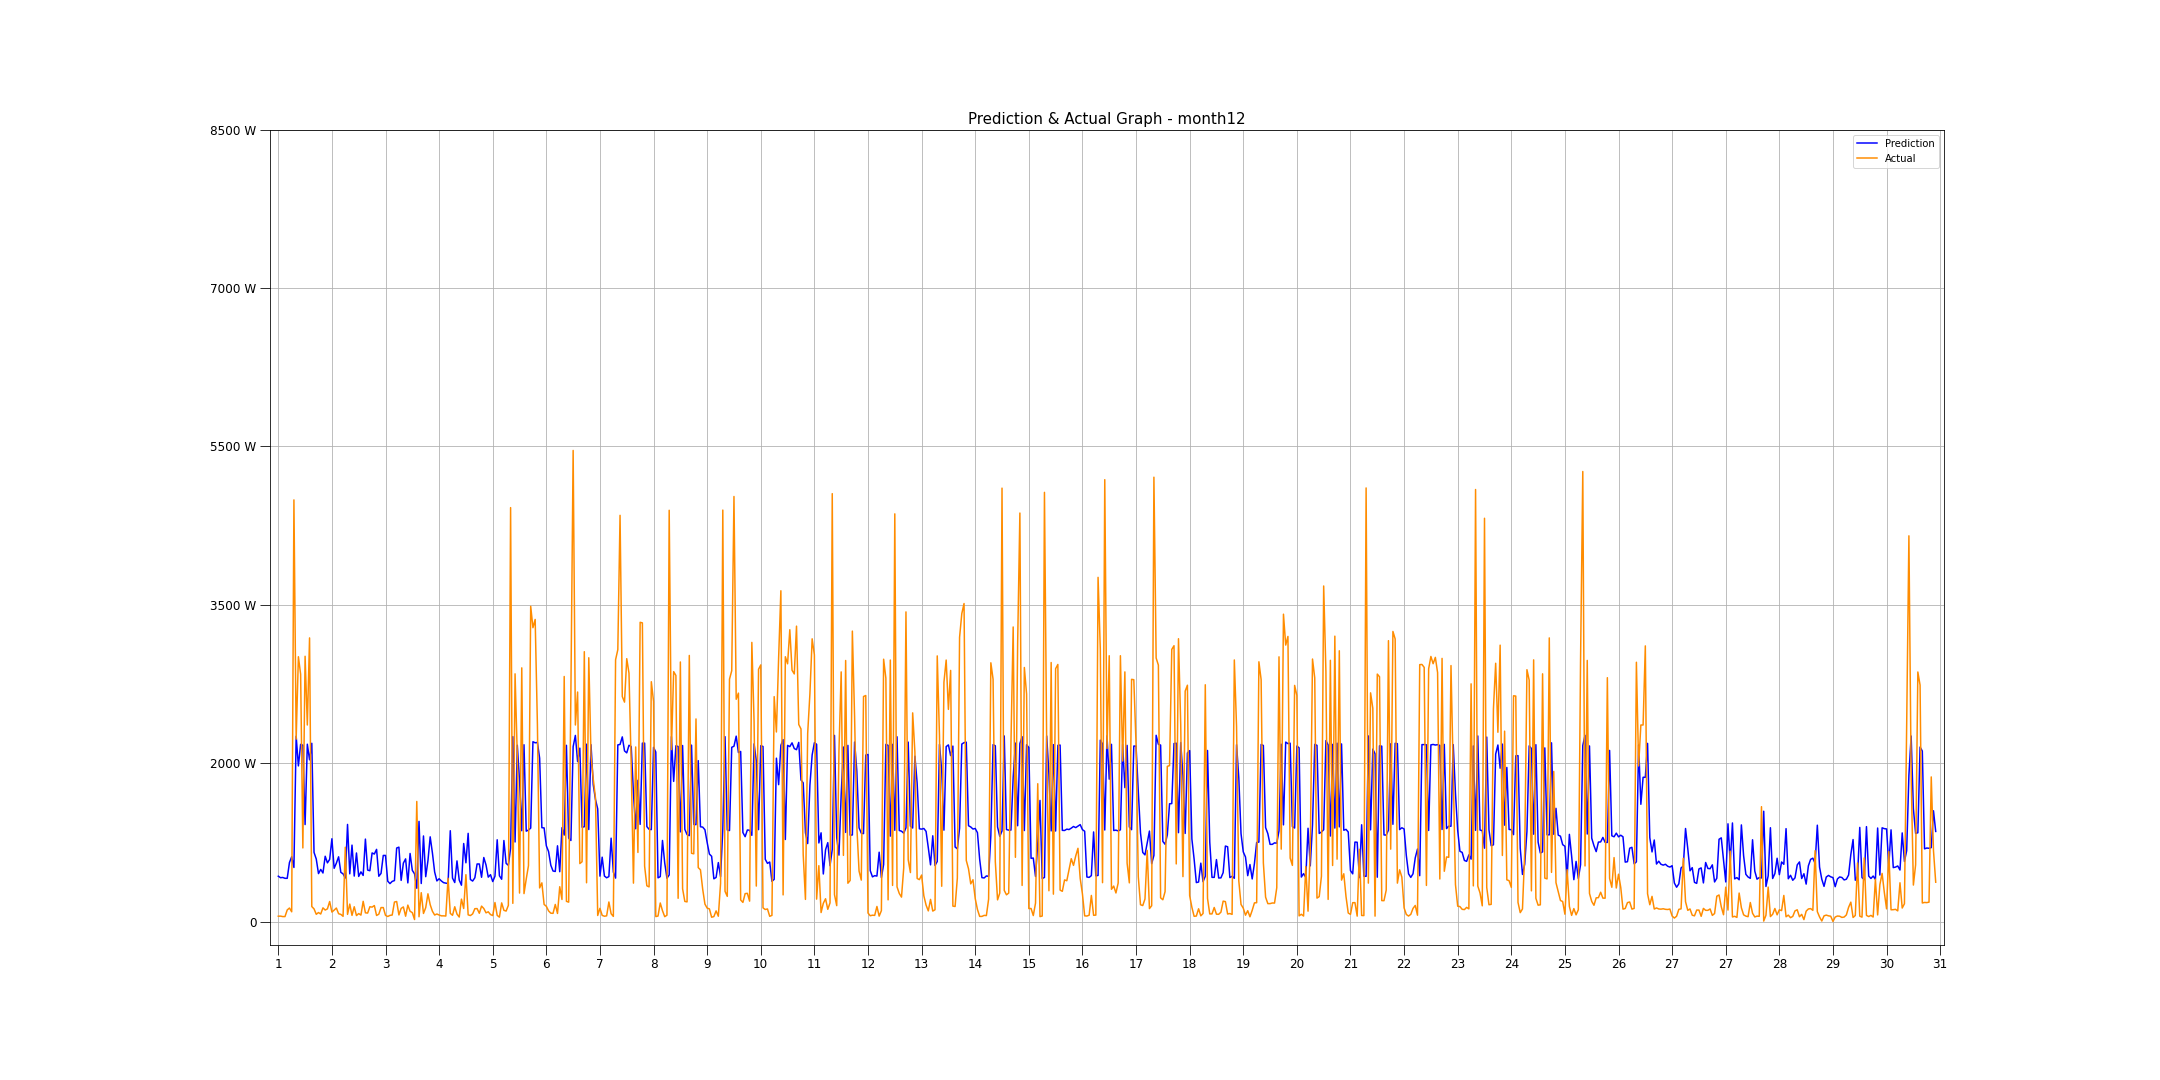 Prediction & Actual Graph - month12
8500 W
7000 W
5500 W
3500 W
2000 W
0
Prediction
Actual
1 2 3 4 5 6 7 8 9 10 11 12 13 14 15 16 17 18 19 20 21 22 23 24 25 26 27 27 28 29 30 31